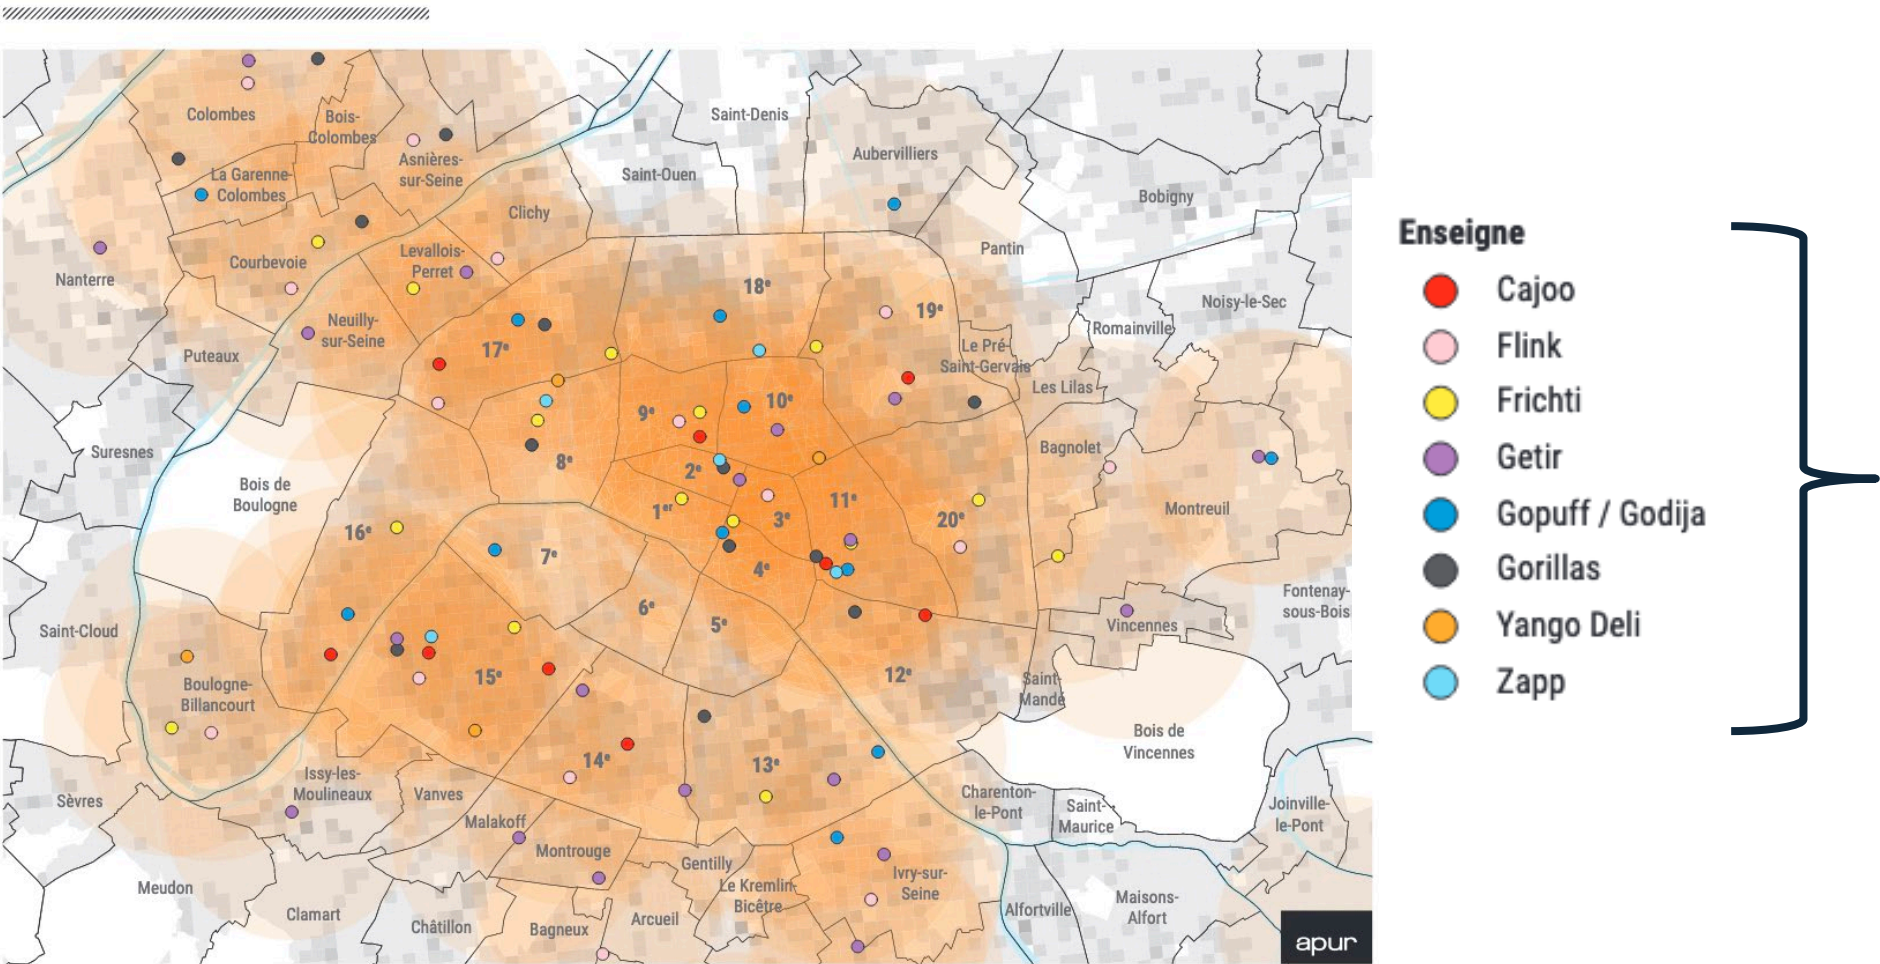 Colombes
Bois-
Colombes
Saint-Denis
Asnières-
sur-Seine
Aubervilliers
La Garenne-
Colombes
Saint-Ouen
Bobigny
Clichy
Courbevoie
Levallois-
Perret
Pantin
Nanterre
18e
19e
Noisy-le-Sec
Neuilly-
sur-Seine
Romainville
Puteaux
17e
Le Pré-
Saint-Gervais
Les Lilas
9e
10e
Suresnes
8e
2e
Bagnolet
Bois de
Boulogne
1er
3e
11e
20e
Montreuil
16e
7e
4e
6e
5e
Fontenay-
sous-Bois
Saint-Cloud
Vincennes
15e
12e
Boulogne-
Billancourt
Saint-
Mandé
Bois de
Vincennes
14e
13e
Issy-les-
Moulineaux
Vanves
Sèvres
Charenton-
le-Pont
Saint-
Maurice
Joinville-
le-Pont
Malakoff
Montrouge
Gentilly
Ivry-sur-
Seine
Le Kremlin-
Bicêtre
Meudon
Clamart
Châtillon
Bagneux
Arcueil
Alfortville
Maisons-
Alfort
apur
Enseigne
Cajoo
Flink
Frichti
Getir
Gopuff / Godija
Gorillas
Yango Deli
Zapp